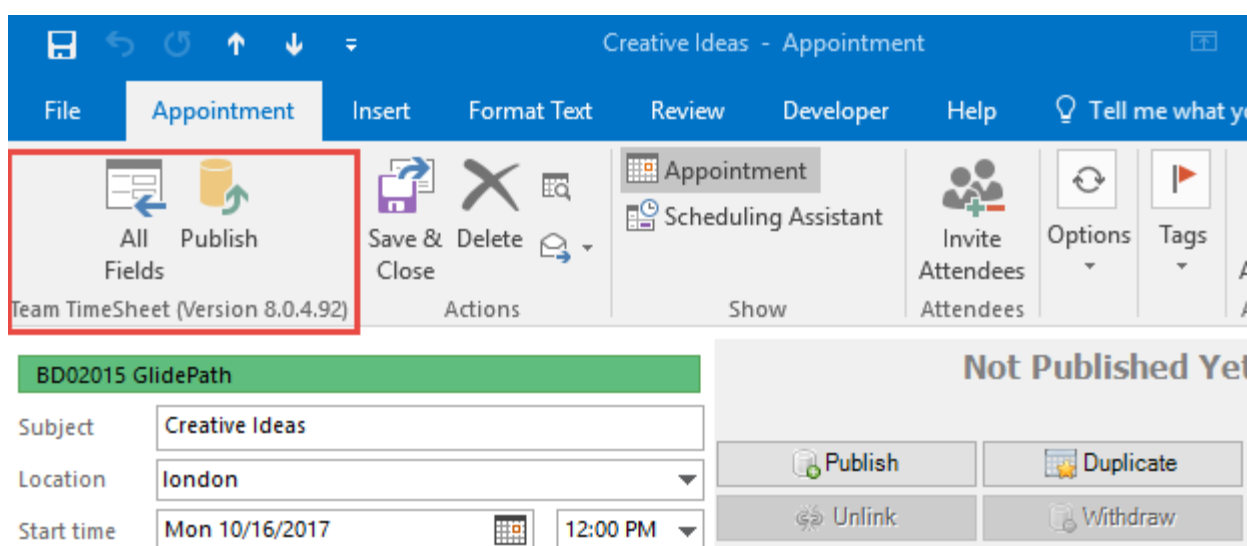 Creative Ideas - Appointment
File Appointment Insert Format Text Review Developer Help Tell me what
Appointment
Scheduling Assistant
All Fields Publish Save & Close Delete Invite Attendees Options Tags
Team TimeSheet (Version 8.0.4.92) Actions Show Attendees
BD02015 GlidePath
Not Published Yet
Subject Creative Ideas
Publish Duplicate
Location london
Unlink Withdraw
Start time Mon 10/16/2017 12:00 PM